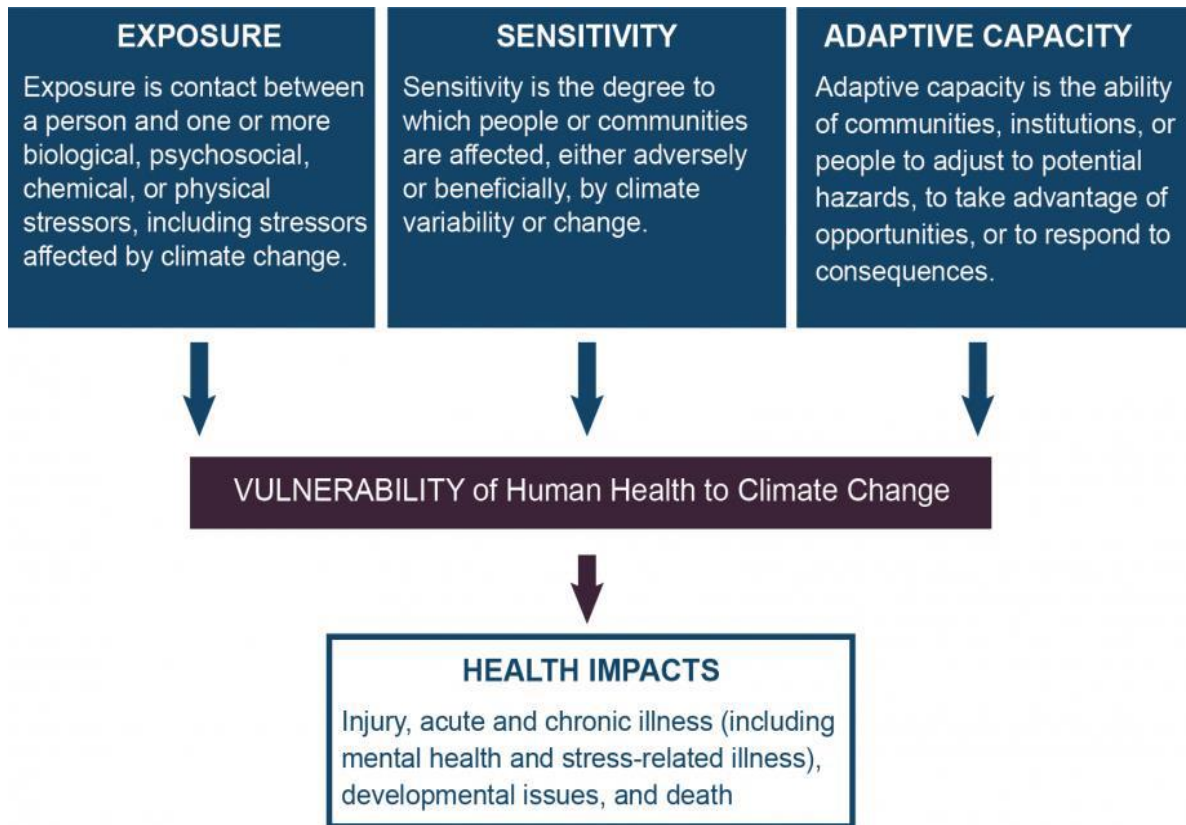 EXPOSURE
Exposure is contact between
a person and one or more
biological, psychosocial,
chemical, or physical
stressors, including stressors
affected by climate change.
SENSITIVITY
Sensitivity is the degree to
which people or communities
are affected, either adversely
or beneficially, by climate
variability or change.
ADAPTIVE CAPACITY
Adaptive capacity is the ability
of communities, institutions, or
people to adjust to potential
hazards, to take advantage of
opportunities, or to respond to
consequences.
VULNERABILITY of Human Health to Climate Change
HEALTH IMPACTS
Injury, acute and chronic illness (including
mental health and stress-related illness),
developmental issues, and death